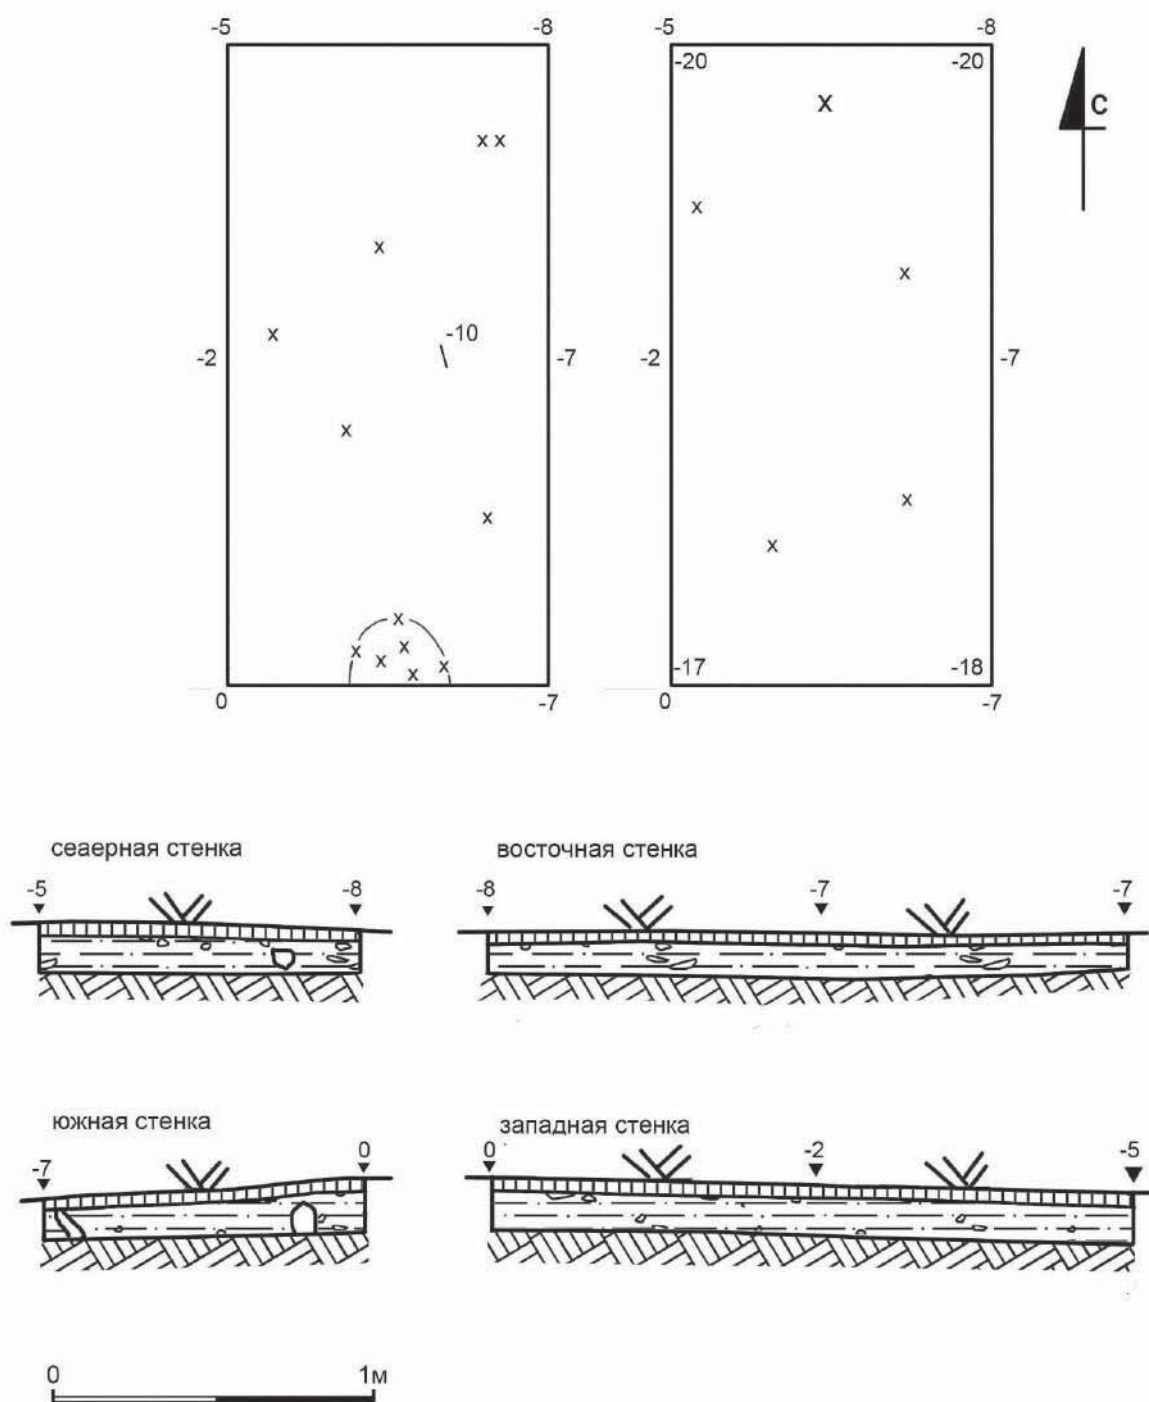 -5 -8 -5 -8
-20 -20
x С
x x
x
x
x
x -10
-2 -7 -2 -7
x
x
x
x
x
x x
x x
x
-17 -18
0 -7 0 -7
сеаерная стенка восточная стенка
-5 -8 -8 -7 -7
южная стенка западная стенка
-7 0 0 -2 -5
0 1м